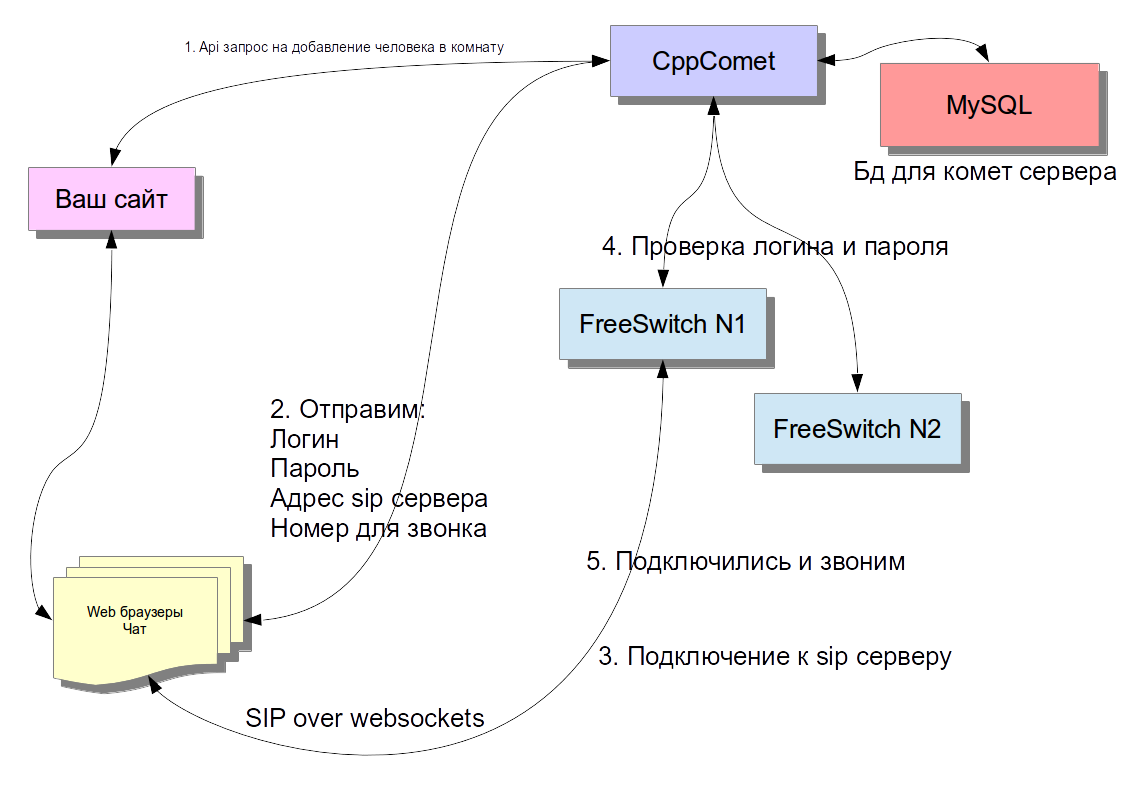 1. Api запрос на добавление человека в комнату
CppComet
MySQL
Бд для комет сервера
Ваш сайт
4. Проверка логина и пароля
FreeSwitch N1
FreeSwitch N2
2. Отправим:
Логин
Пароль
Адрес sip сервера
Номер для звонка
5. Подключились и звоним
Web браузеры
Чат
3. Подключение к sip серверу
SIP over websockets